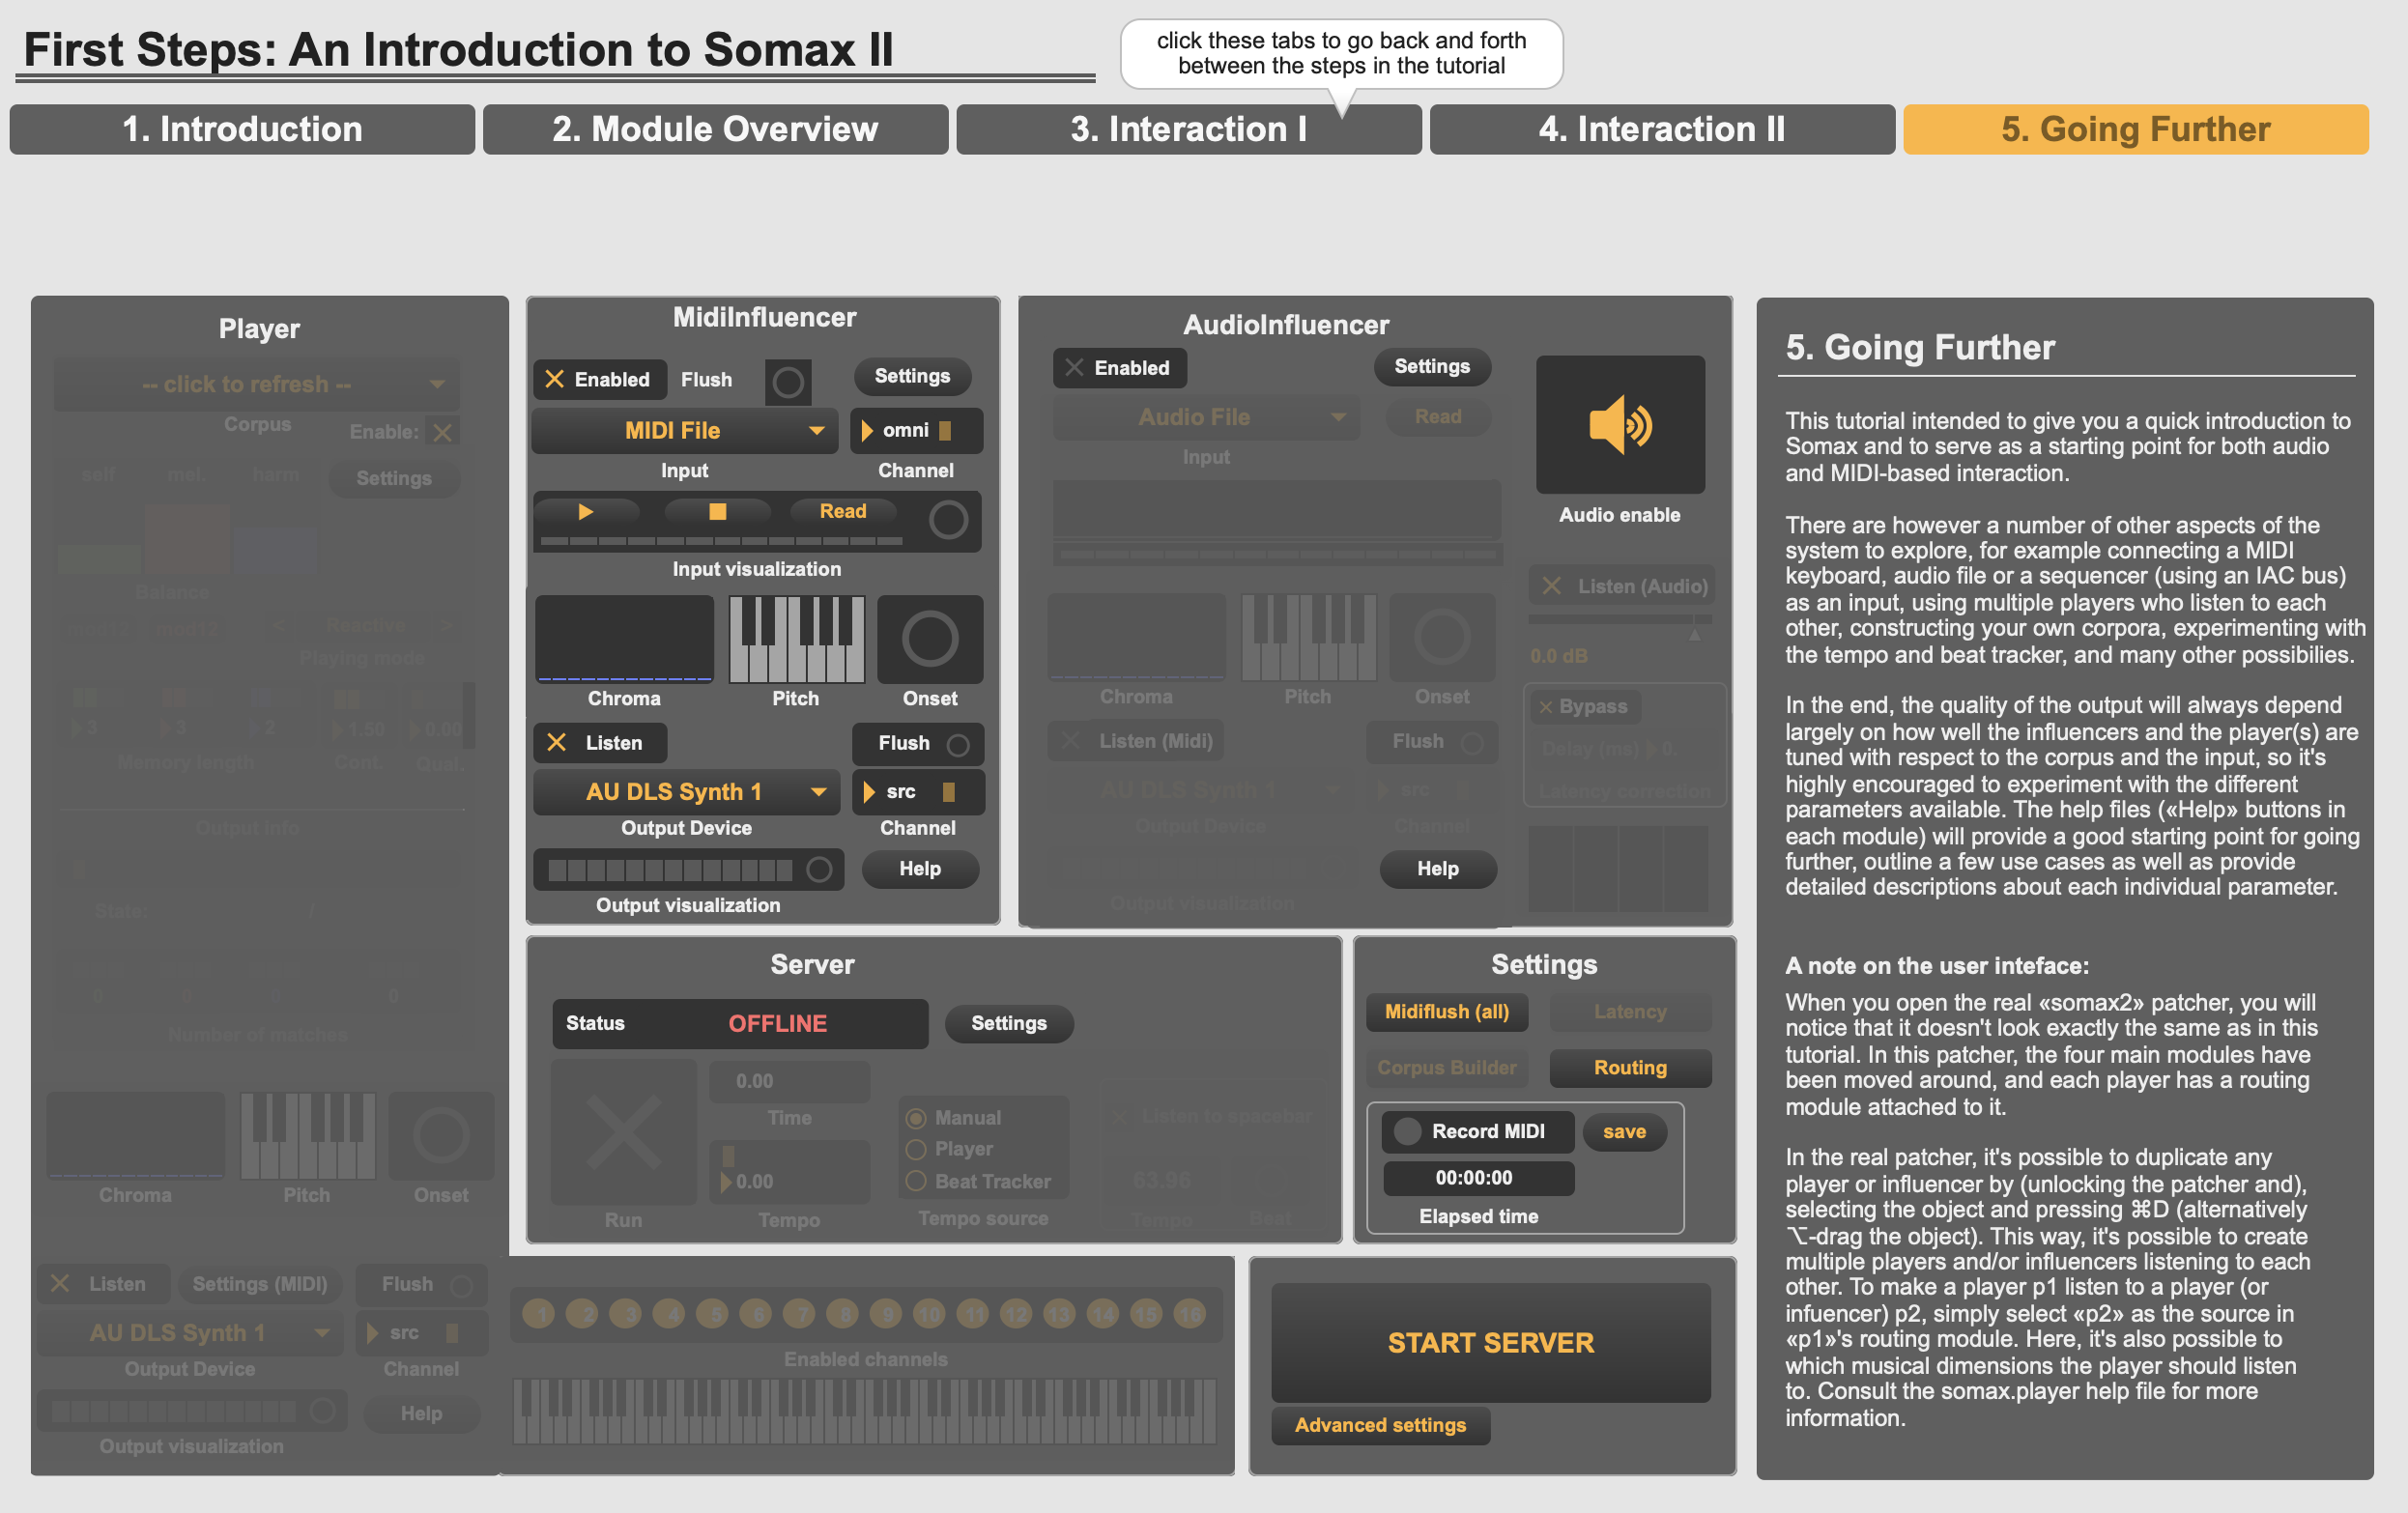 First Steps: An Introduction to Somax II
click these tabs to go back and forth
between the steps in the tutorial
1. Introduction
2. Module Overview
3. Interaction I
4. Interaction II
5. Going Further
Player
-- click to refresh --
Corpus
Enable:
self
mel.
harm
Settings
Balance
mod12
mod12
<
Reactive
>
Playing mode
3
3
2
1.50
0.00
Memory length
Cont.
Qual.
Output info
State:
/
0
0
0
Number of matches
Chroma
Pitch
Onset
Listen
Settings (MIDI)
Flush
AU DLS Synth 1
src
Output Device
Channel
Help
Output visualization
MidiInfluencer
Enabled
Flush
Settings
MIDI File
omni
Input
Channel
Read
Input visualization
Chroma
Pitch
Onset
Listen
Flush
AU DLS Synth 1
src
Output Device
Channel
Help
Output visualization
AudioInfluencer
Enabled
Settings
Audio File
Read
Input
Audio enable
Chroma
Pitch
Onset
Listen (Midi)
Flush
AU DLS Synth 1
src
Output Device
Channel
Help
Output visualization
Listen (Audio)
0.0 dB
Bypass
Delay (ms)
0.
Latency correction
Server
Status
OFFLINE
Settings
0.00
Time
0.00
Run
Tempo
Manual
Player
Beat Tracker
Tempo source
Listen to spacebar
63.96
Tempo
Beat
Settings
Midiflush (all)
Latency
Corpus Builder
Routing
Record MIDI
save
00:00:00
Elapsed time
1 2 3 4 5 6 7 8 9 10 11 12 13 14 15 16
Enabled channels
START SERVER
Advanced settings
5. Going Further
This tutorial intended to give you a quick introduction to
Somax and to serve as a starting point for both audio
and MIDI-based interaction.
There are however a number of other aspects of the
system to explore, for example connecting a MIDI
keyboard, audio file or a sequencer (using an IAC bus)
as an input, using multiple players who listen to each
other, constructing your own corpora, experimenting with
the tempo and beat tracker, and many other possibilies.
In the end, the quality of the output will always depend
largely on how well the influencers and the player(s) are
tuned with respect to the corpus and the input, so it's
highly encouraged to experiment with the different
parameters available. The help files («Help» buttons in
each module) will provide a good starting point for going
further, outline a few use cases as well as provide
detailed descriptions about each individual parameter.
A note on the user inteface:
When you open the real «somax2» patcher, you will
notice that it doesn't look exactly the same as in this
tutorial. In this patcher, the four main modules have
been moved around, and each player has a routing
module attached to it.
In the real patcher, it's possible to duplicate any
player or influencer by (unlocking the patcher and),
selecting the object and pressing ⌘D (alternatively
⌥-drag the object). This way, it's possible to create
multiple players and/or influencers listening to each
other. To make a player p1 listen to a player (or
infuencer) p2, simply select «p2» as the source in
«p1»'s routing module. Here, it's also possible to
which musical dimensions the player should listen
to. Consult the somax.player help file for more
information.